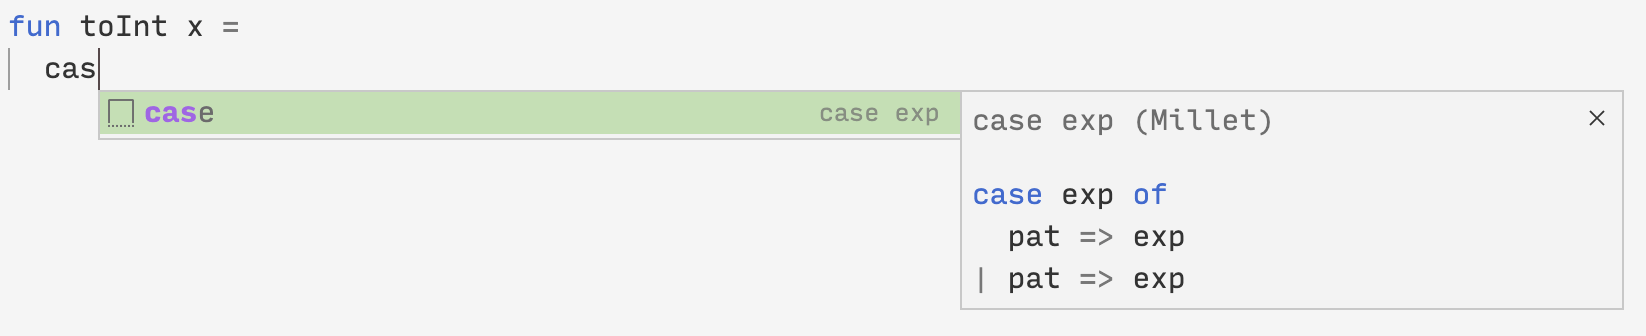 fun toInt x =
  cas
case case exp
case exp (Millet)
case exp of
  pat => exp
| pat => exp